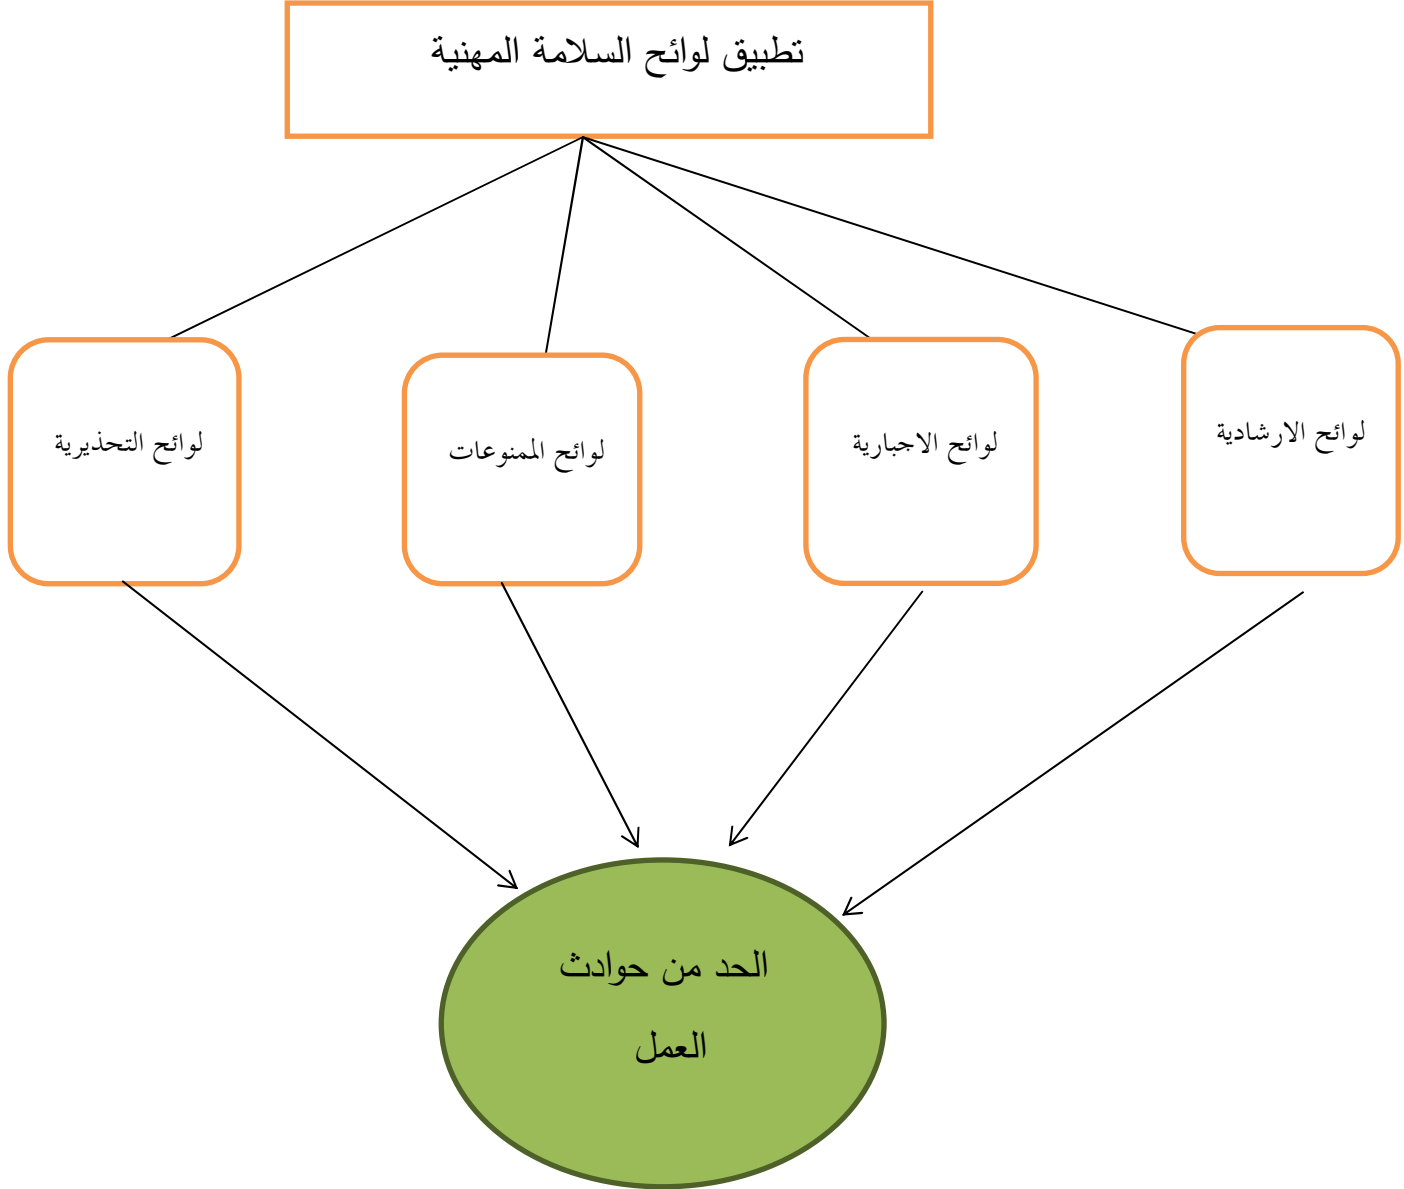 تطبيق لوائح السلامة المهنية
لوائح الارشادية
لوائح الاجبارية
لوائح الممنوعات
لوائح التحذيرية
الحد من حوادث
العمل